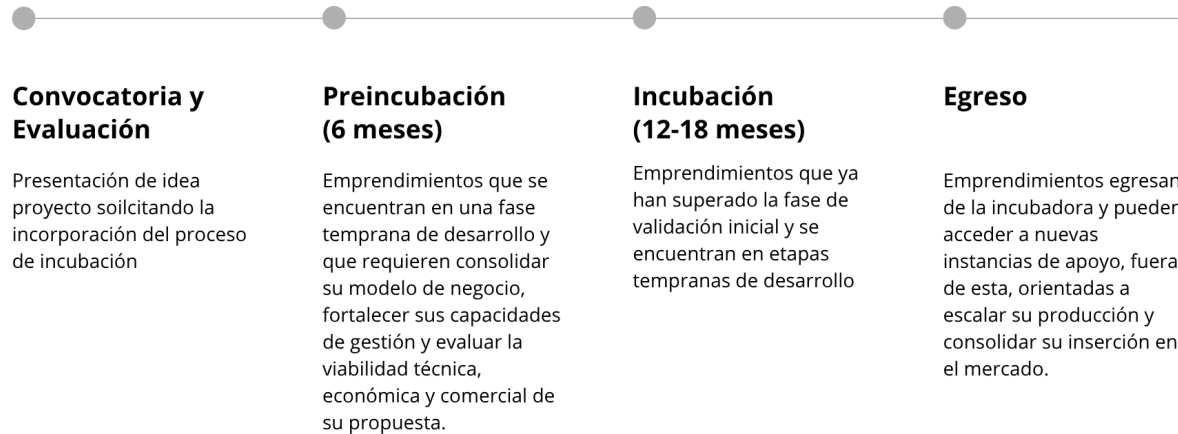 Convocatoria y
Evaluación
Presentación de idea
proyecto soilcitando la
incorporación del proceso
de incubación
Preincubación
(6 meses)
Emprendimientos que se
encuentran en una fase
temprana de desarrollo y
que requieren consolidar
su modelo de negocio,
fortalecer sus capacidades
de gestión y evaluar la
viabilidad técnica,
económica y comercial de
su propuesta.
Incubación
(12-18 meses)
Emprendimientos que ya
han superado la fase de
validación inicial y se
encuentran en etapas
tempranas de desarrollo
Egreso
Emprendimientos egresan
de la incubadora y pueden
acceder a nuevas
instancias de apoyo, fuera
de esta, orientadas a
escalar su producción y
consolidar su inserción en
el mercado.